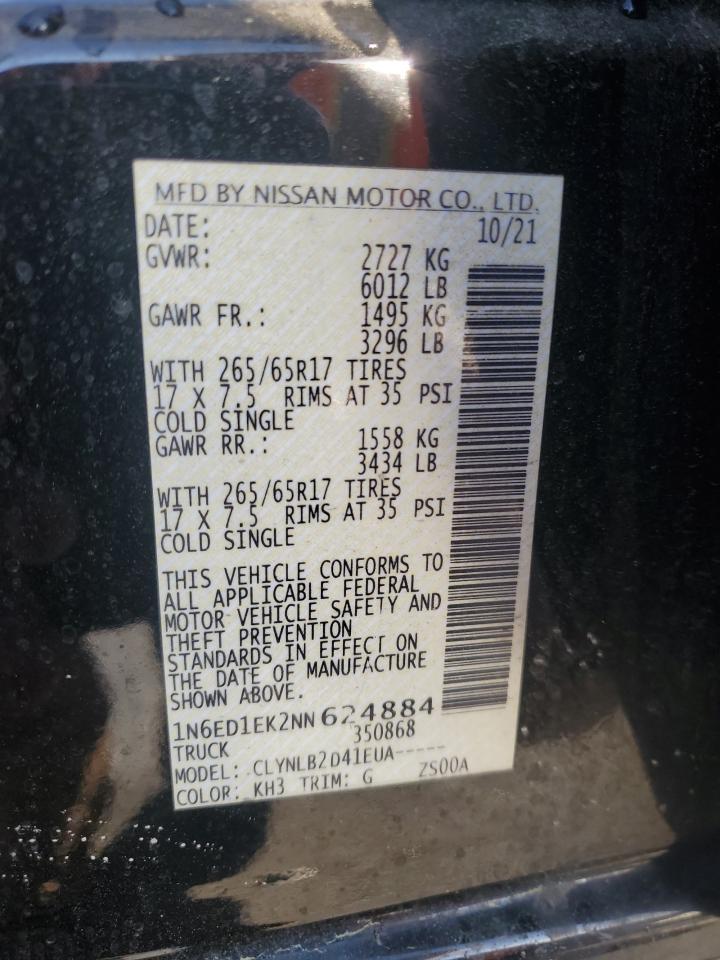 MFD BY NISSAN MOTOR CO., LTD.
DATE: 10/21
GVWR: 2727 KG
6012 LB
GAWR FR.: 1495 KG
3296 LB
WITH 265/65R17 TIRES
17 X 7.5 RIMS AT 35 PSI
COLD SINGLE
GAWR RR.: 1558 KG
3434 LB
WITH 265/65R17 TIRES
17 X 7.5 RIMS AT 35 PSI
COLD SINGLE
THIS VEHICLE CONFORMS TO
ALL APPLICABLE FEDERAL
MOTOR VEHICLE SAFETY AND
THEFT PREVENTION
STANDARDS IN EFFECT ON
THE DATE OF MANUFACTURE
SHOWN ABOVE.
1N6ED1EK2NN624884
350868
TRUCK
MODEL: CLYNLB2D41EUA-----
COLOR: KH3 TRIM: G ZS00A